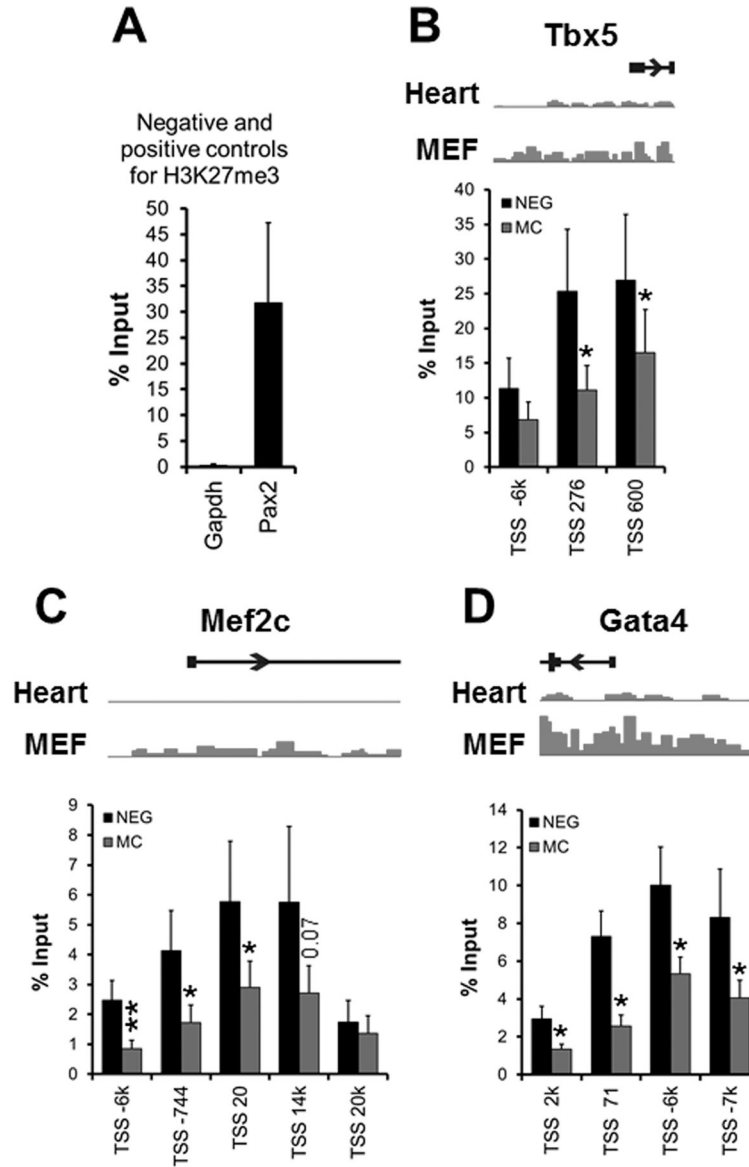 A
Negative and
positive controls
for H3K27me3
% Input
50
45
40
35
30
25
20
15
10
5
0
Gapdh
Pax2
B
Tbx5
Heart
MEF
% Input
40
35
30
25
20
15
10
5
0
NEG
MC
*
*
TSS -6k
TSS 276
TSS 600
C
Mef2c
Heart
MEF
% Input
9
8
7
6
5
4
3
2
1
0
NEG
MC
**
*
*
0.07
TSS -6k
TSS -744
TSS 20
TSS 14k
TSS 20k
D
Gata4
Heart
MEF
% Input
14
12
10
8
6
4
2
0
NEG
MC
*
*
*
*
TSS 2k
TSS 71
TSS -6k
TSS -7k